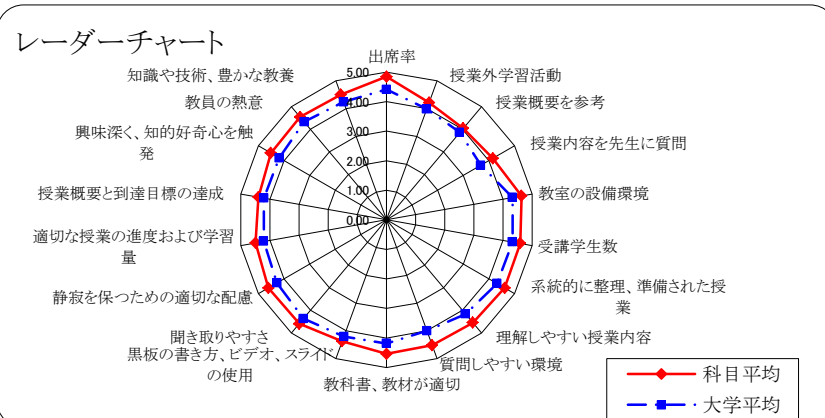 レーダーチャート
出席率
授業外学習活動
授業概要を参考
授業内容を先生に質問
教室の設備環境
受講学生数
系統的に整理、準備された授
業
理解しやすい授業内容
質問しやすい環境
教科書、教材が適切
黒板の書き方、ビデオ、スライド
の使用
聞き取りやすさ
静寂を保つための適切な配慮
適切な授業の進度および学習
量
授業概要と到達目標の達成
興味深く、知的好奇心を触
発
教員の熱意
知識や技術、豊かな教養
5.00
4.00
3.00
2.00
1.00
0.00
科目平均
大学平均